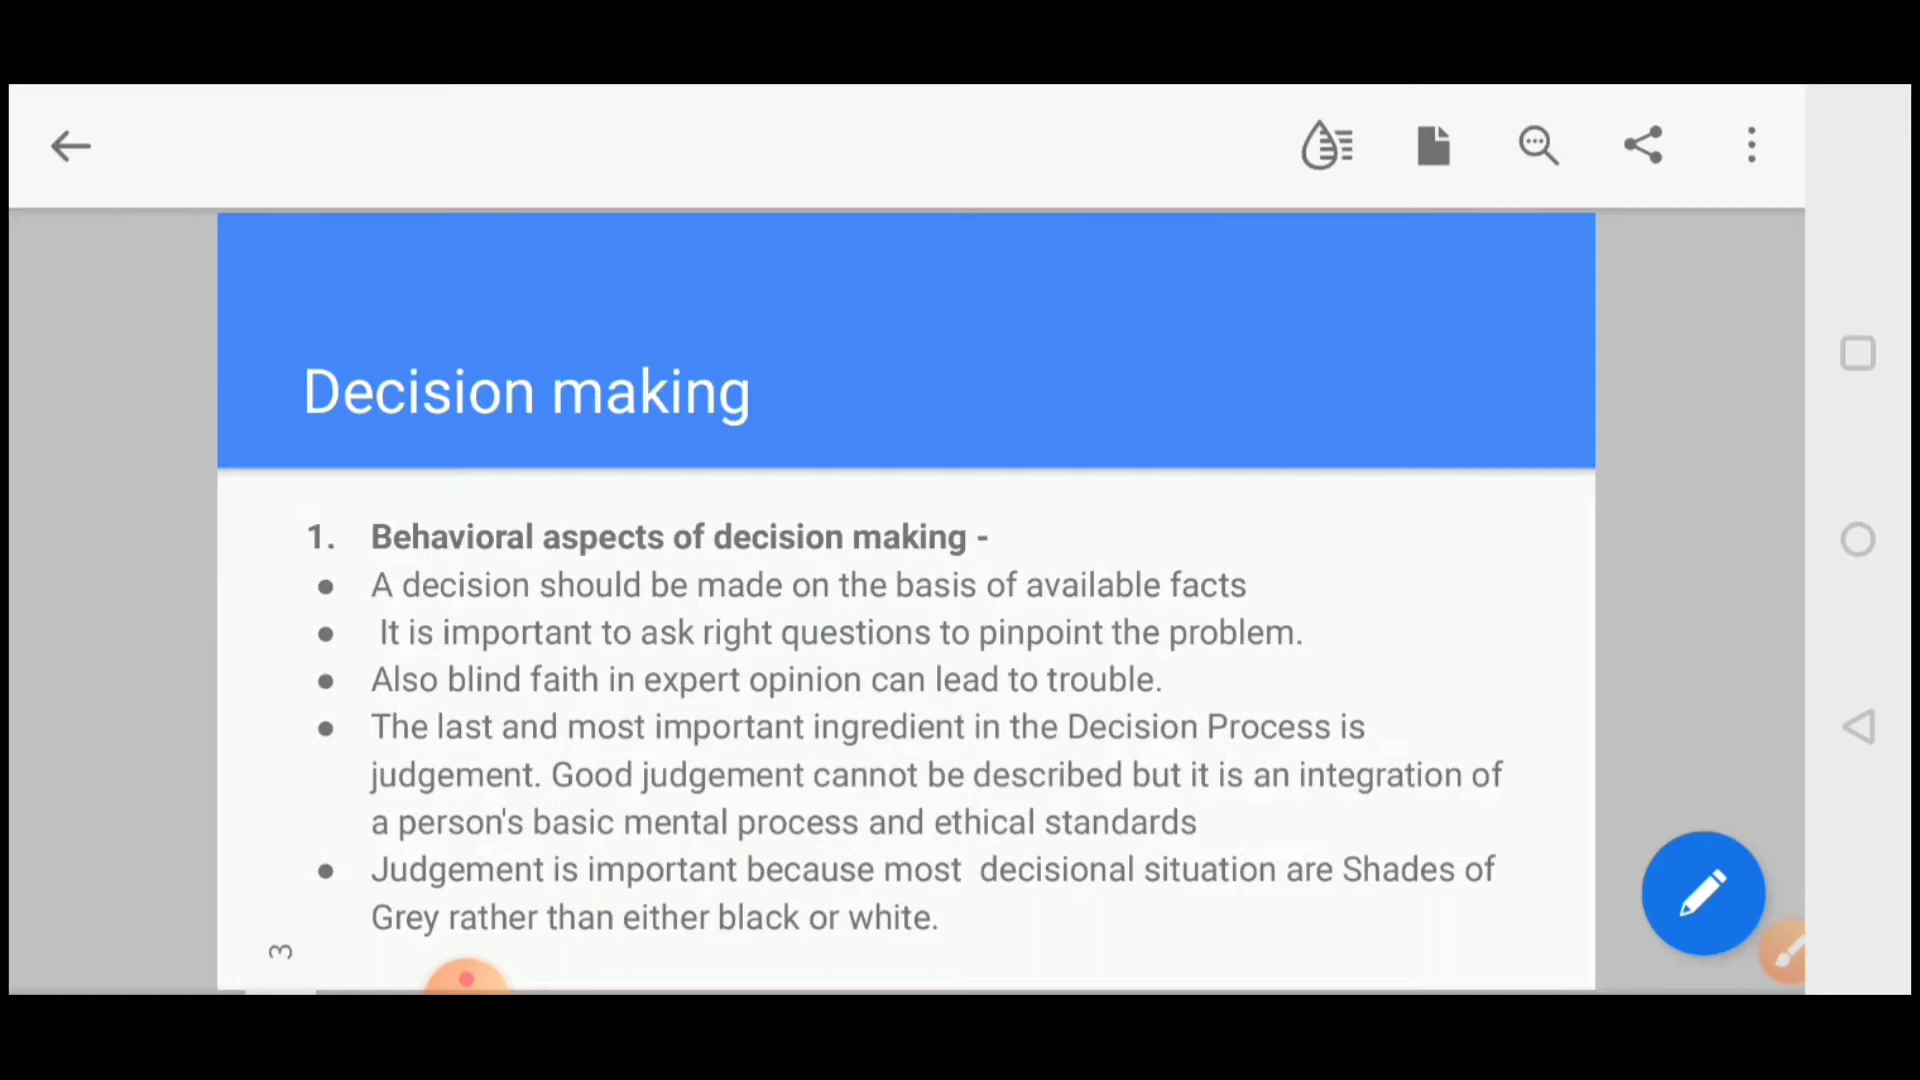 Decision making
1. Behavioral aspects of decision making -
● A decision should be made on the basis of available facts
● It is important to ask right questions to pinpoint the problem.
● Also blind faith in expert opinion can lead to trouble.
● The last and most important ingredient in the Decision Process is
judgement. Good judgement cannot be described but it is an integration of
a person's basic mental process and ethical standards
● Judgement is important because most  decisional situation are Shades of
Grey rather than either black or white.
3